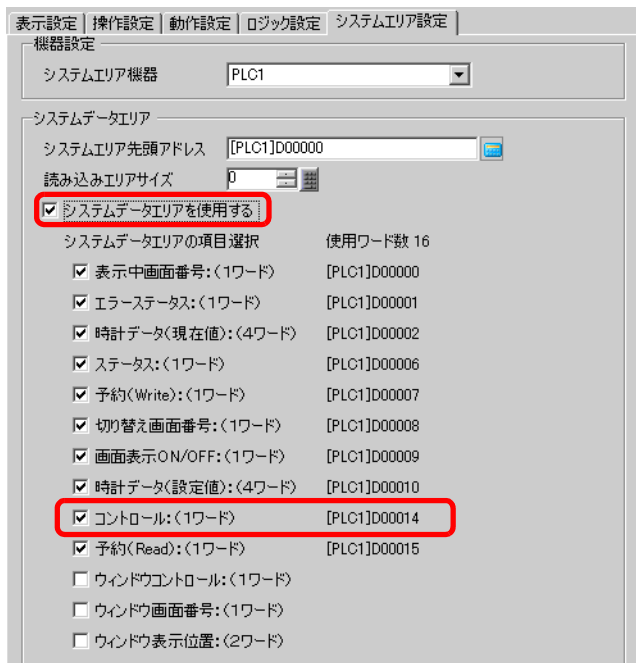 表示設定 操作設定 動作設定 ロジック設定 システムエリア設定
機器設定
システムエリア機器 PLC1
システムデータエリア
システムエリア先頭アドレス [PLC1]D00000
読み込みエリアサイズ 0
システムデータエリアを使用する
システムデータエリアの項目選択 使用ワード数 16
表示中画面番号:(1ワード) [PLC1]D00000
エラーステータス:(1ワード) [PLC1]D00001
時計データ(現在値):(4ワード) [PLC1]D00002
ステータス:(1ワード) [PLC1]D00006
予約(Write):(1ワード) [PLC1]D00007
切り替え画面番号:(1ワード) [PLC1]D00008
画面表示ON/OFF:(1ワード) [PLC1]D00009
時計データ(設定値):(4ワード) [PLC1]D00010
コントロール:(1ワード) [PLC1]D00014
予約(Read):(1ワード) [PLC1]D00015
ウィンドウコントロール:(1ワード)
ウィンドウ画面番号:(1ワード)
ウィンドウ表示位置:(2ワード)